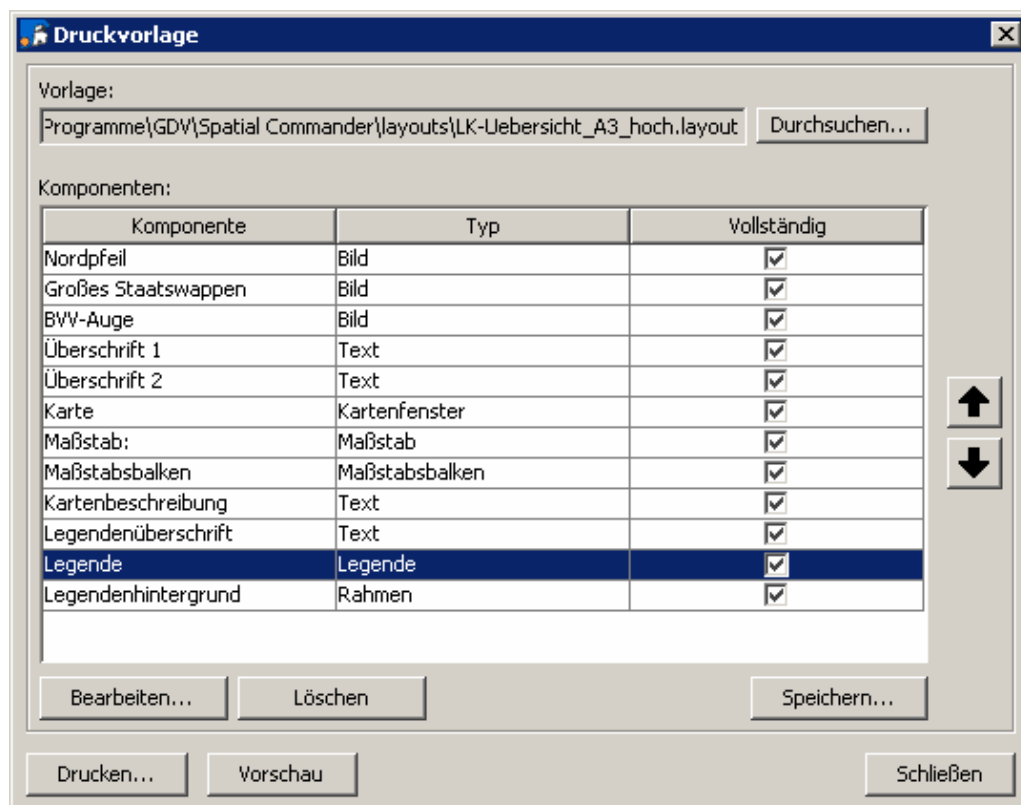 Druckvorlage
Vorlage:
Programme\GDV\Spatial Commander\layouts\LK-Uebersicht_A3_hoch.layout Durchsuchen...
Komponenten:
Komponente Typ Vollständig
Nordpfeil Bild
Großes Staatswappen Bild
BVV-Auge Bild
Überschrift 1 Text
Überschrift 2 Text
Karte Kartenfenster
Maßstab: Maßstab
Maßstabsbalken Maßstabsbalken
Kartenbeschreibung Text
Legendenüberschrift Text
Legende Legende
Legendenhintergrund Rahmen
Bearbeiten... Löschen Speichern...
Drucken... Vorschau Schließen